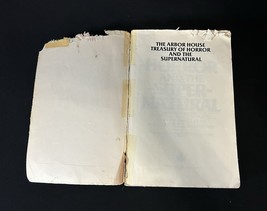 THE ARBOR HOUSE
TREASURY OF HORROR
AND THE
SUPERNATURAL